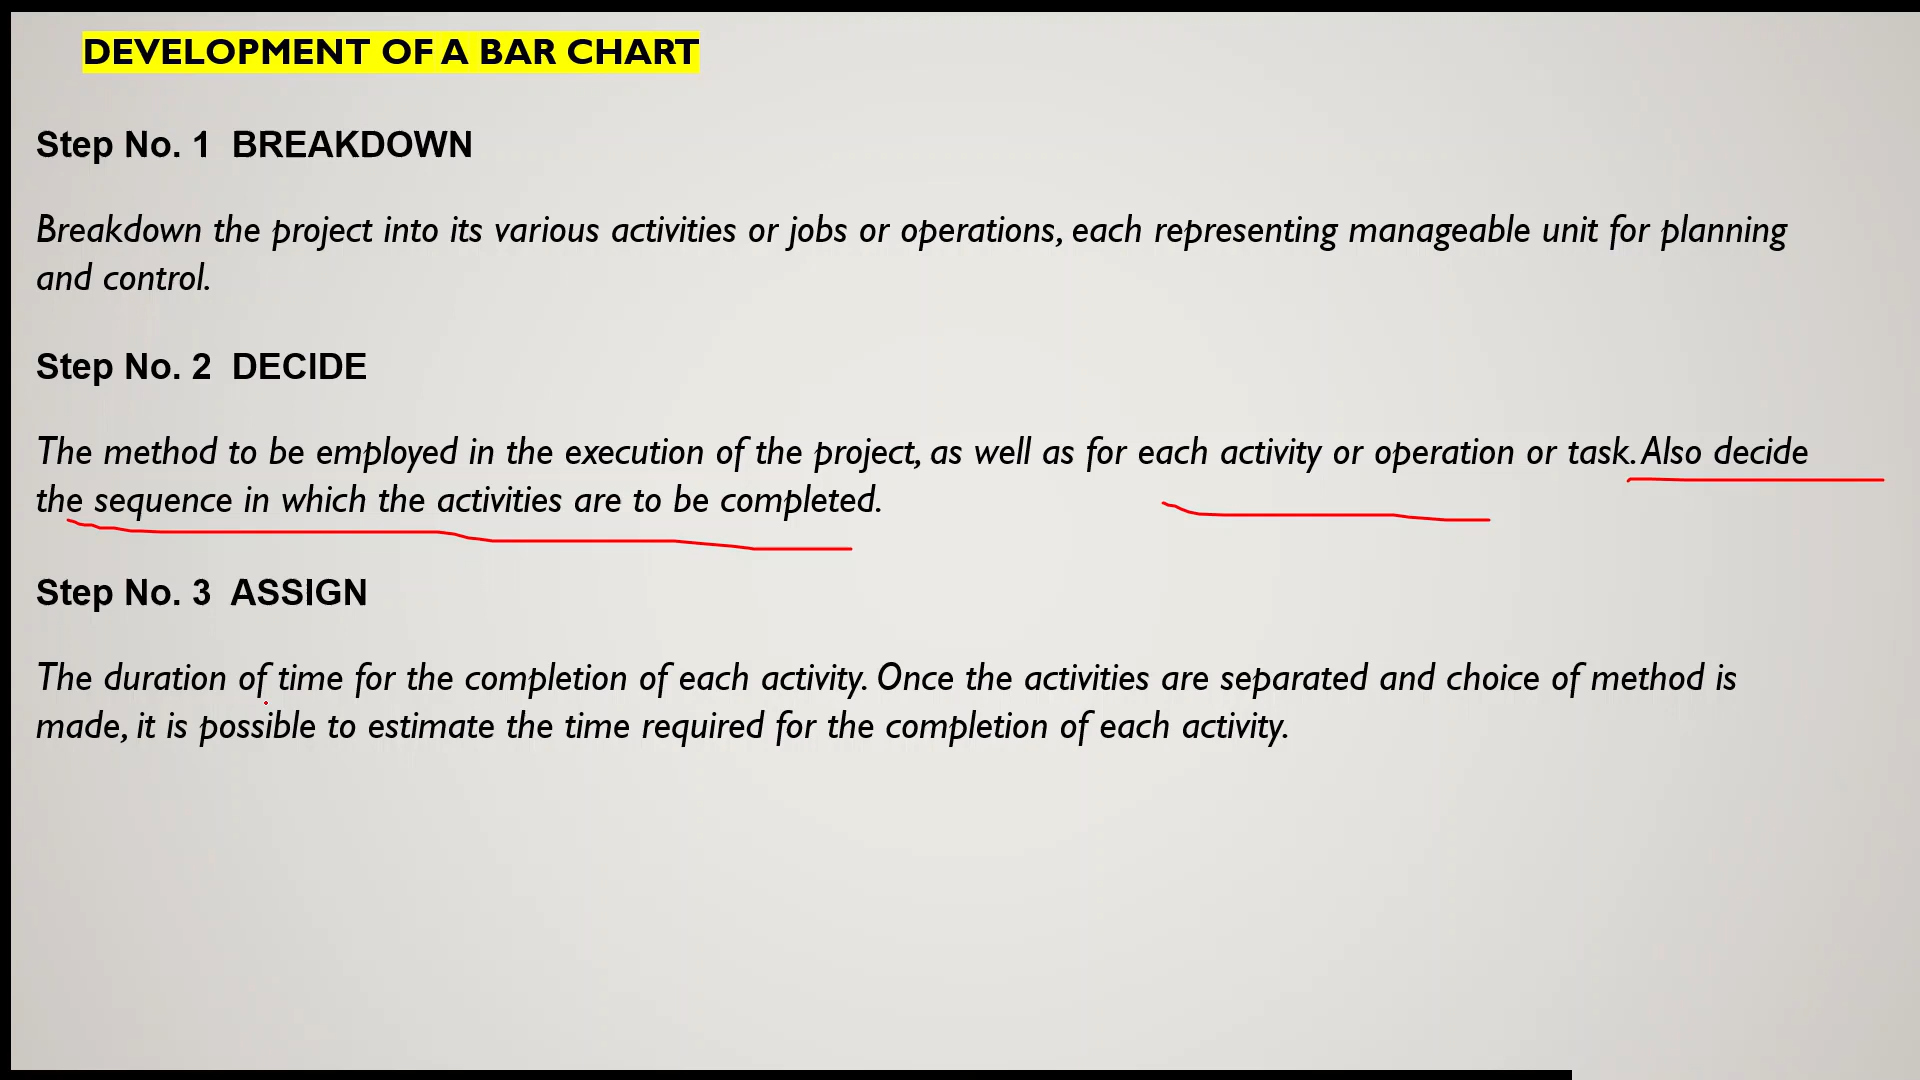 DEVELOPMENT OF A BAR CHART
Step No. 1 BREAKDOWN
Breakdown the project into its various activities or jobs or operations, each representing manageable unit for planning
and control.
Step No. 2 DECIDE
The method to be employed in the execution of the project, as well as for each activity or operation or task. Also decide
the sequence in which the activities are to be completed.
Step No. 3 ASSIGN
The duration of time for the completion of each activity. Once the activities are separated and choice of method is
made, it is possible to estimate the time required for the completion of each activity.